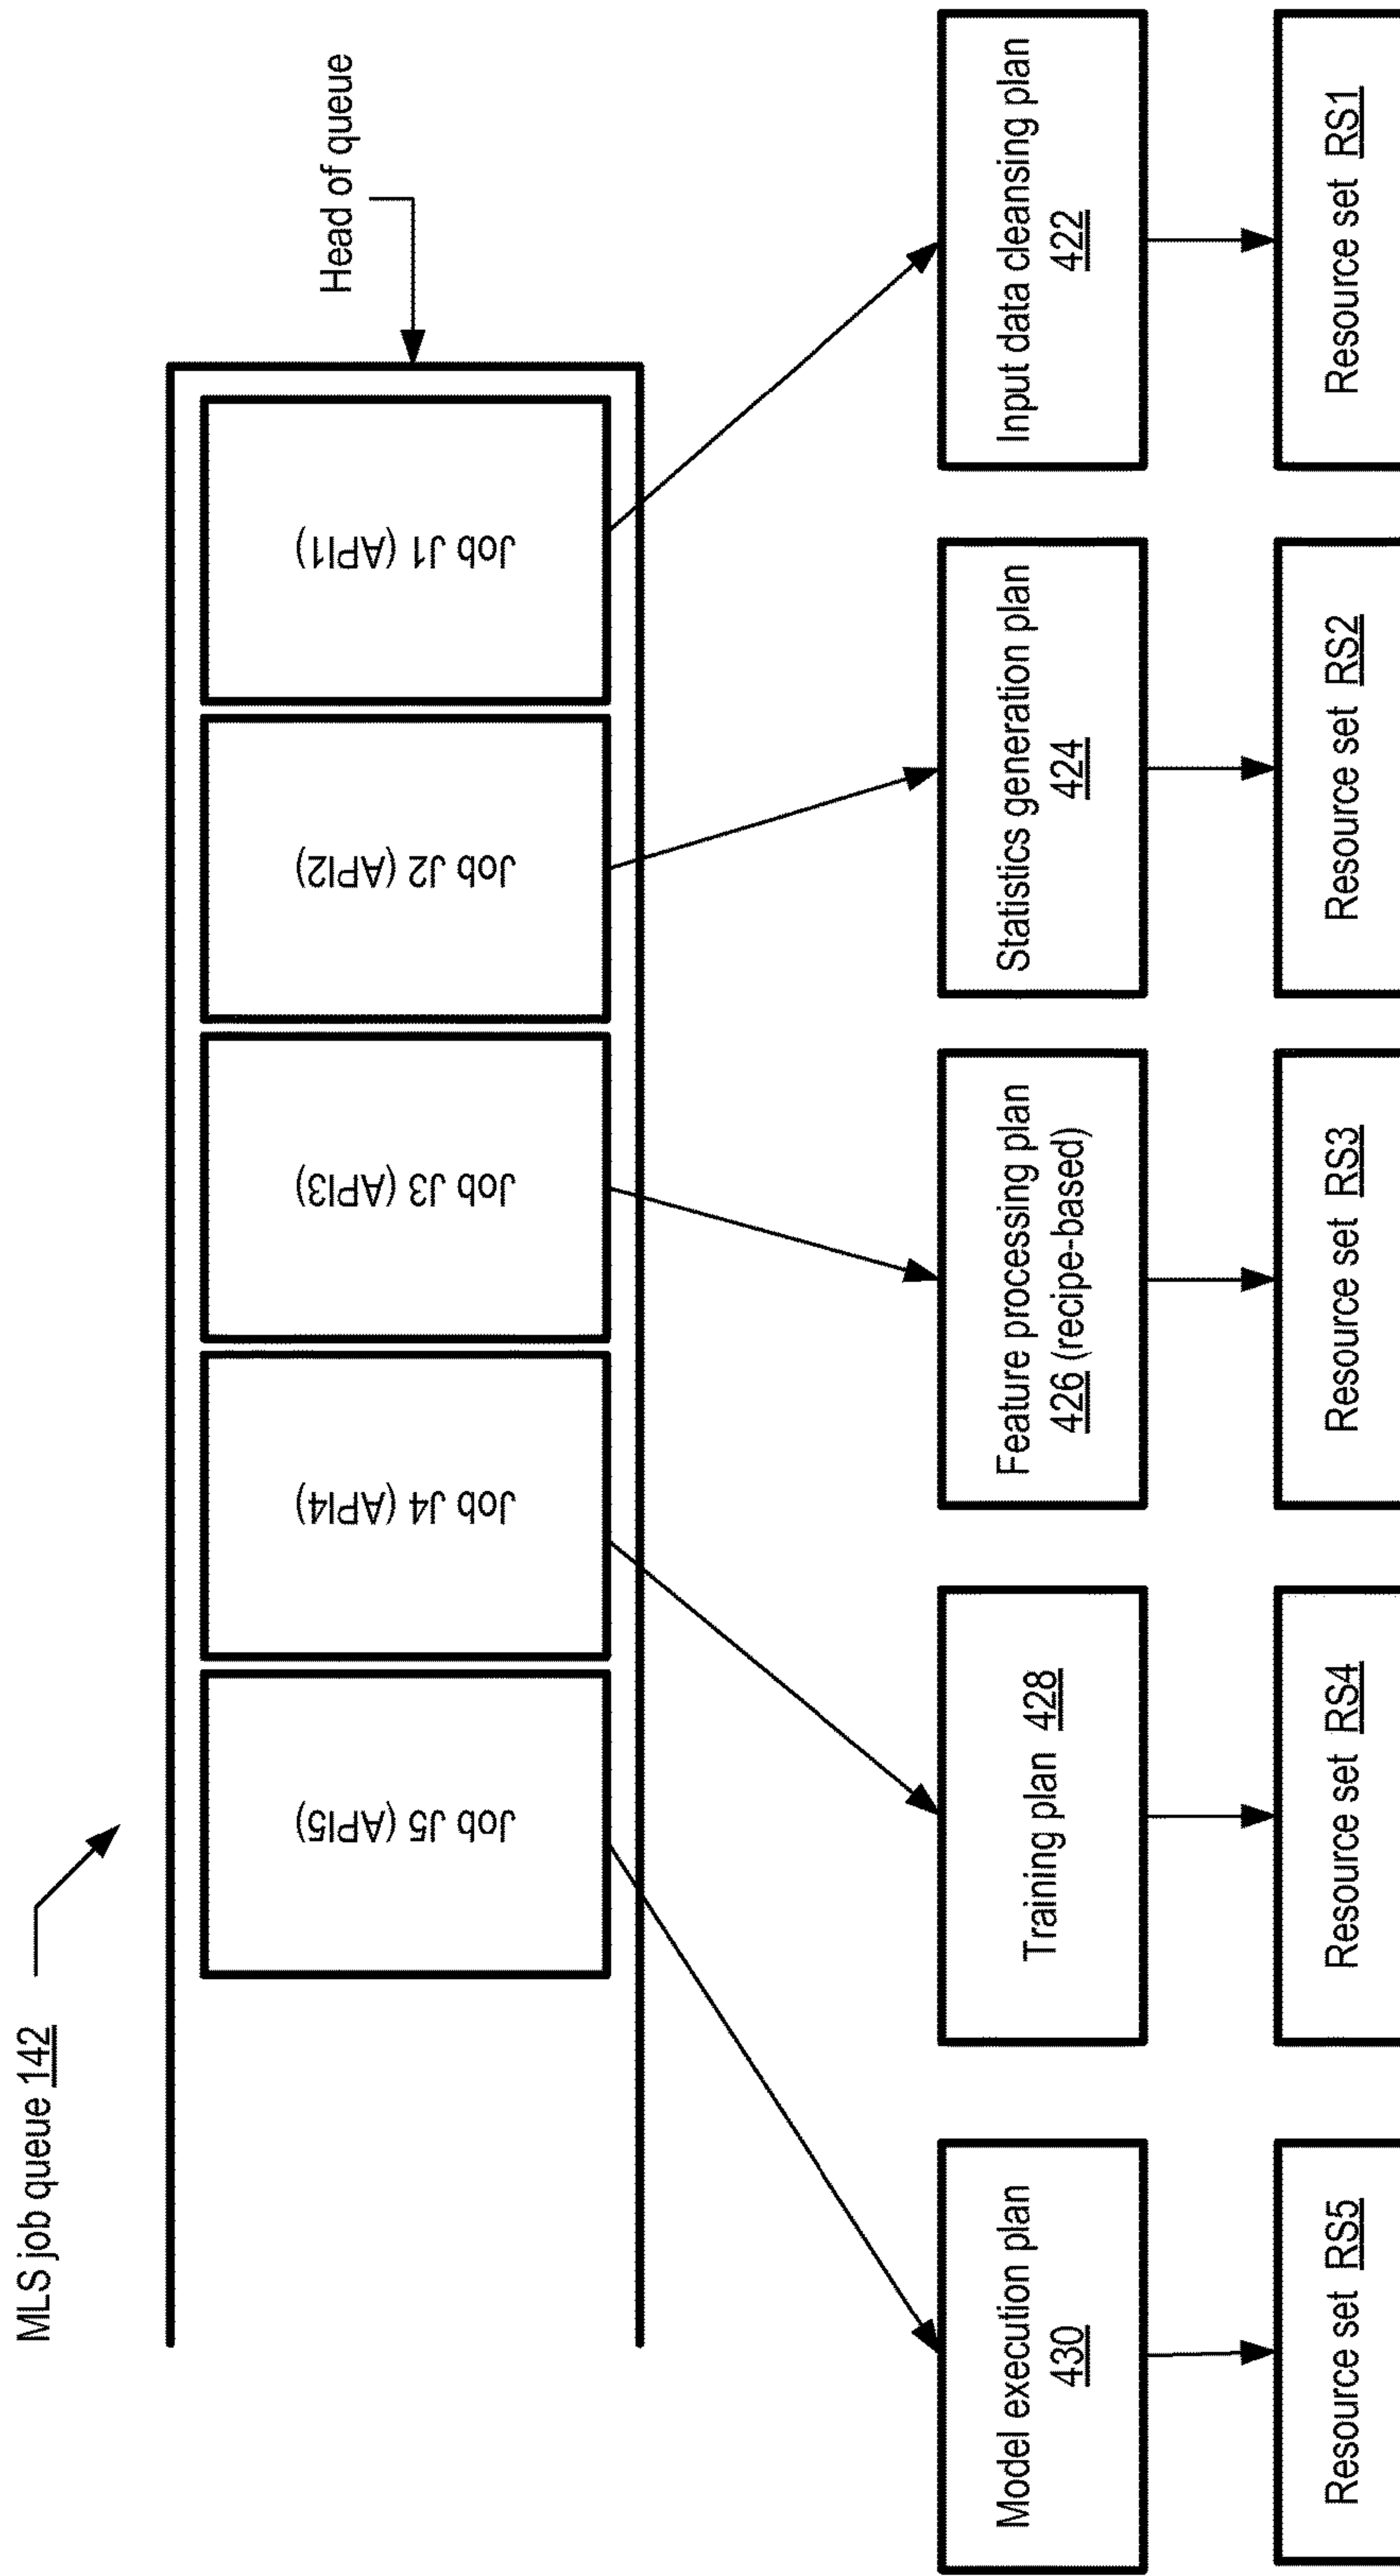 MLS job queue 142
Head of queue
Job J5 (API5)
Job J4 (API4)
Job J3 (API3)
Job J2 (API2)
Job J1 (API1)
Model execution plan
430
Training plan 428
Feature processing plan
426 (recipe-based)
Statistics generation plan
424
Input data cleansing plan
422
Resource set RS5
Resource set RS4
Resource set RS3
Resource set RS2
Resource set RS1